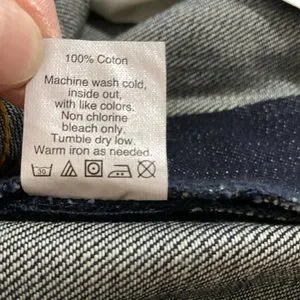 100% Coton
Machine wash cold,
inside out,
with like colors.
Non chlorine
bleach only.
Tumble dry low.
Warm iron as needed.
30